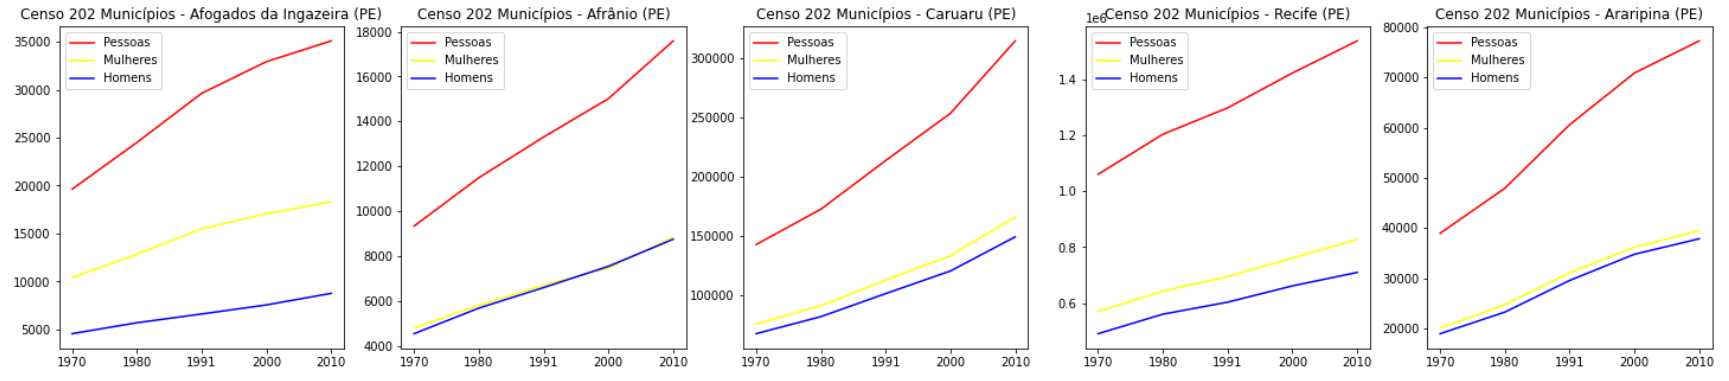 Censo 202 Municípios - Afogados da Ingazeira (PE)
Pessoas
Mulheres
Homens
35000
30000
25000
20000
15000
10000
5000
1970 1980 1991 2000 2010
Censo 202 Municípios - Afrânio (PE)
Pessoas
Mulheres
Homens
18000
16000
14000
12000
10000
8000
6000
4000
1970 1980 1991 2000 2010
Censo 202 Municípios - Caruaru (PE)
Pessoas
Mulheres
Homens
300000
250000
200000
150000
100000
1970 1980 1991 2000 2010
1e6
Censo 202 Municípios - Recife (PE)
Pessoas
Mulheres
Homens
1.4
1.2
1.0
0.8
0.6
1970 1980 1991 2000 2010
Censo 202 Municípios - Araripina (PE)
Pessoas
Mulheres
Homens
80000
70000
60000
50000
40000
30000
20000
1970 1980 1991 2000 2010